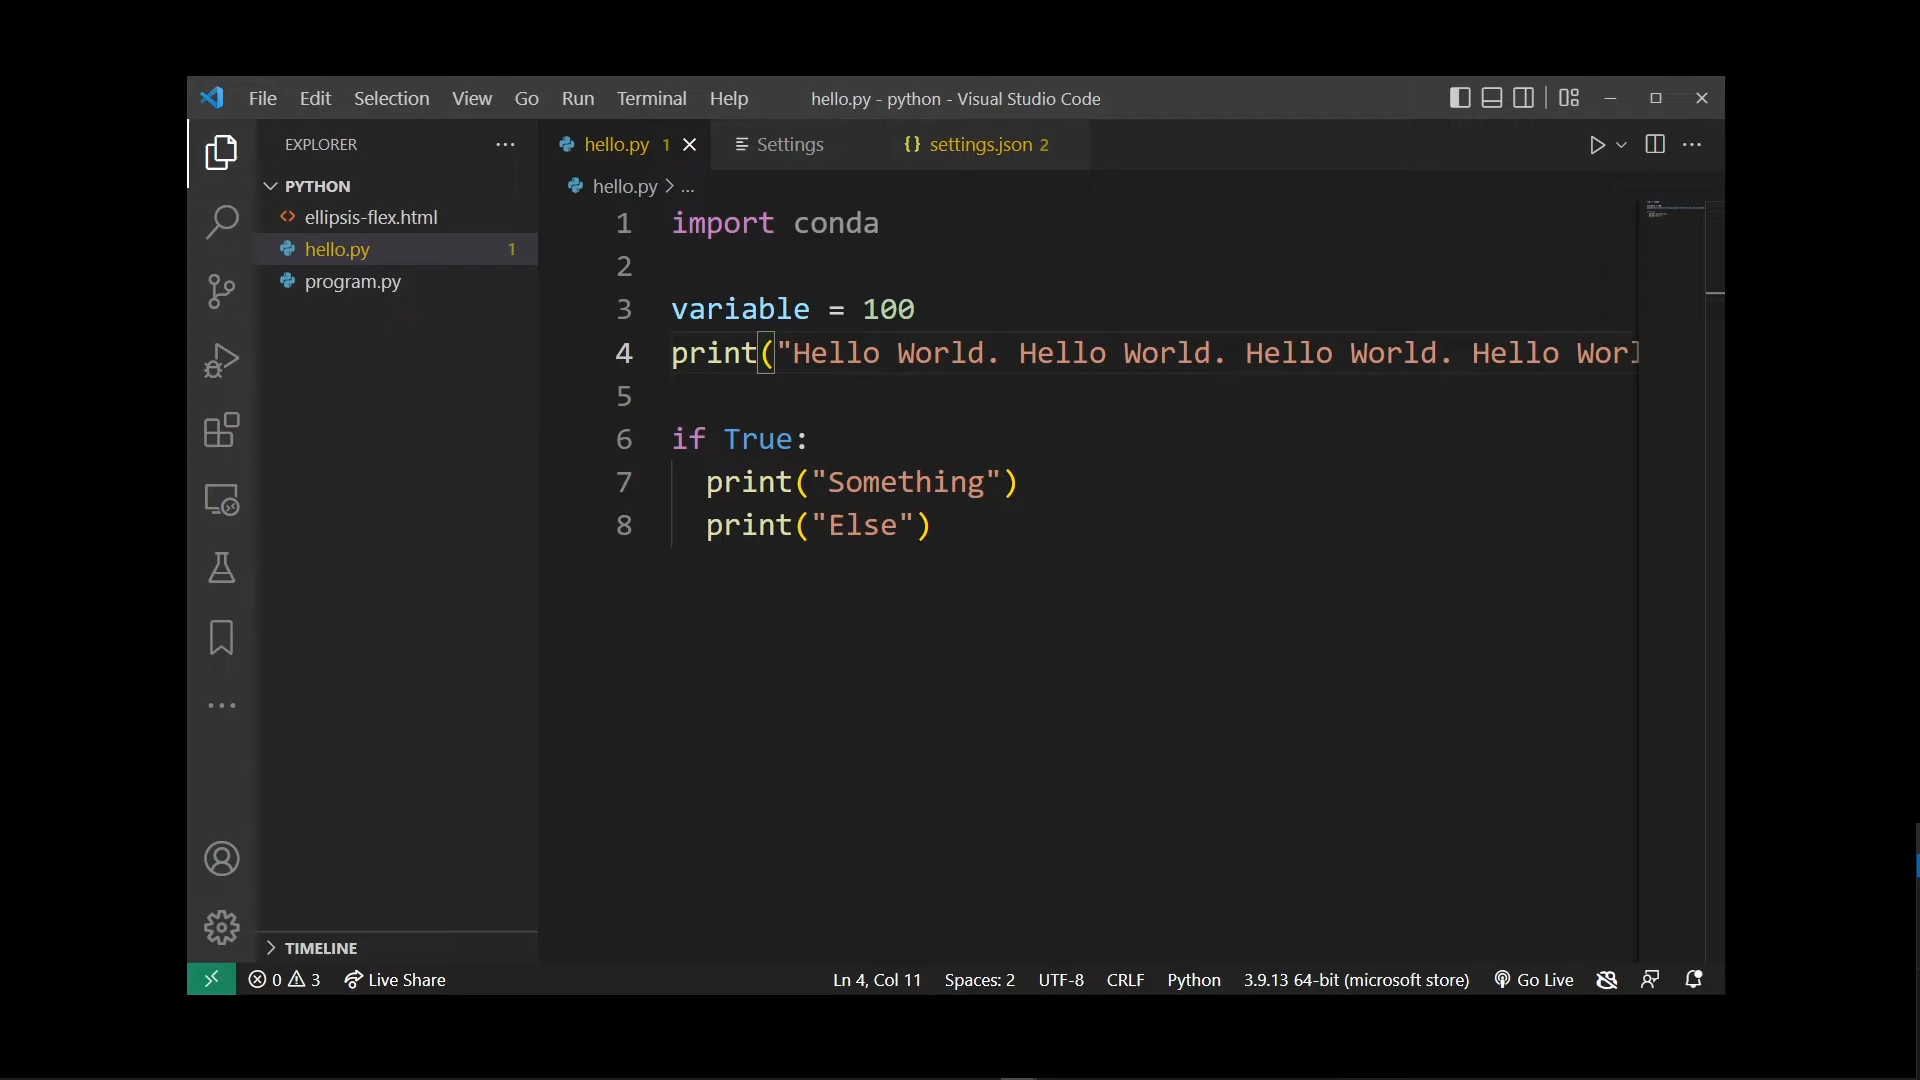 File Edit Selection View Go Run Terminal Help hello.py - python - Visual Studio Code
EXPLORER
PYTHON
ellipsis-flex.html
hello.py 1
program.py
TIMELINE
hello.py 1 Settings {} settings.json 2
hello.py > ...
1 import conda
2
3 variable = 100
4 print("Hello World. Hello World. Hello World. Hello Worl
5
6 if True:
7 print("Something")
8 print("Else")
0 3 Live Share Ln 4, Col 11 Spaces: 2 UTF-8 CRLF Python 3.9.13 64-bit (microsoft store) Go Live